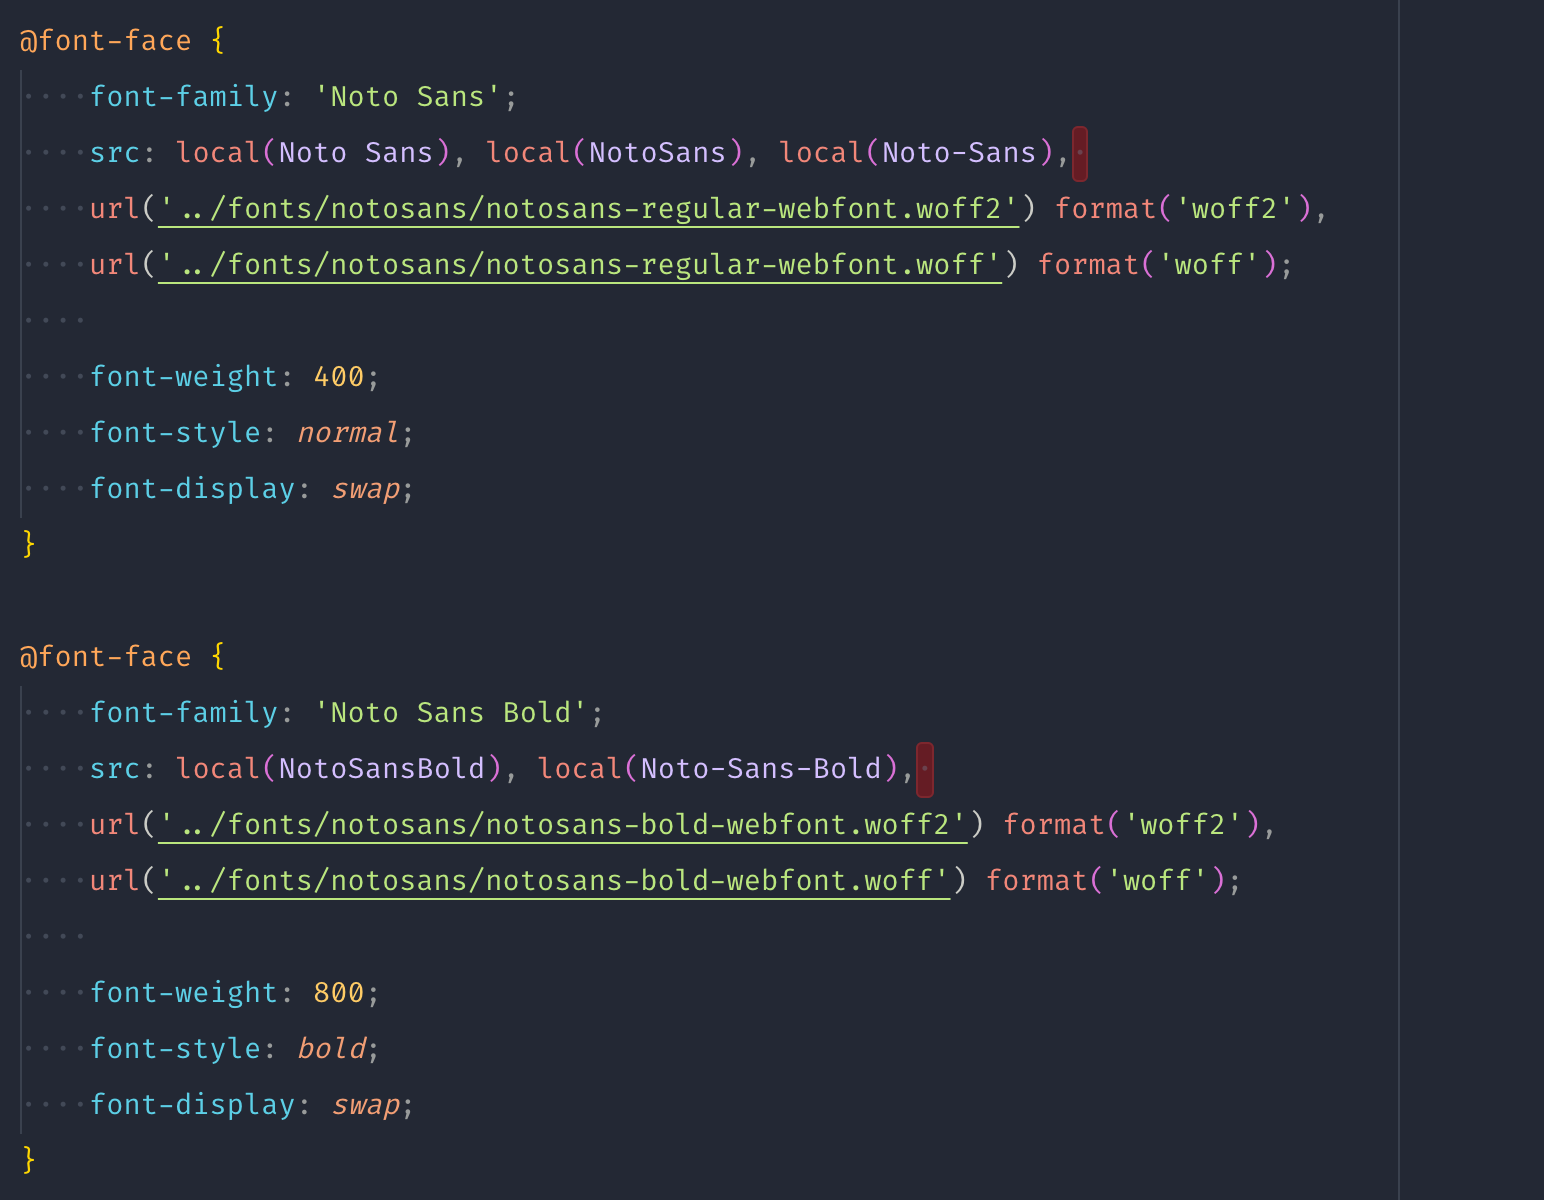 @font-face {
    font-family: 'Noto Sans';
    src: local(Noto Sans), local(NotoSans), local(Noto-Sans),
    url('../fonts/notosans/notosans-regular-webfont.woff2') format('woff2'),
    url('../fonts/notosans/notosans-regular-webfont.woff') format('woff');
    font-weight: 400;
    font-style: normal;
    font-display: swap;
}
@font-face {
    font-family: 'Noto Sans Bold';
    src: local(NotoSansBold), local(Noto-Sans-Bold),
    url('../fonts/notosans/notosans-bold-webfont.woff2') format('woff2'),
    url('../fonts/notosans/notosans-bold-webfont.woff') format('woff');
    font-weight: 800;
    font-style: bold;
    font-display: swap;
}